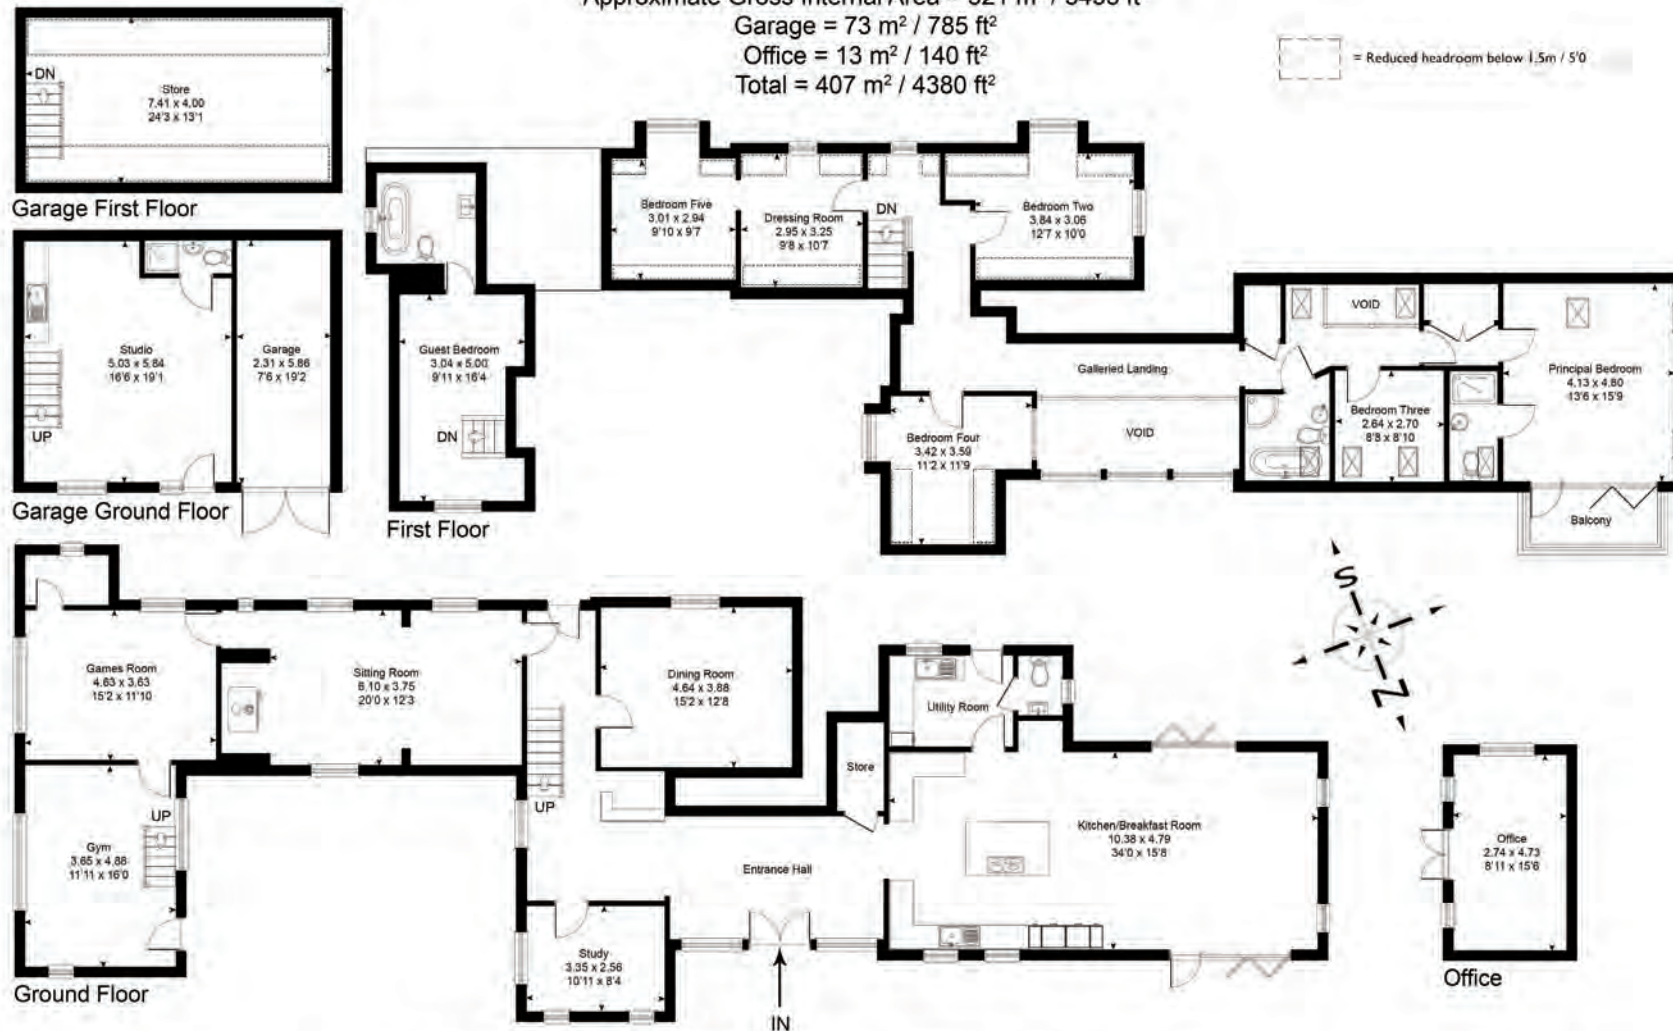 Approximate Gross Internal Area = 321 m² / 3455 ft²
Garage = 73 m² / 785 ft²
Office = 13 m² / 140 ft²
Total = 407 m² / 4380 ft²
= Reduced headroom below 1.5m / 5'0
DN
Store
7.41 x 4.00
24'3 x 13'1
Garage First Floor
Studio
5.03 x 5.84
16'6 x 19'1
UP
Garage
2.31 x 5.86
7'6 x 19'2
Garage Ground Floor
Guest Bedroom
3.04 x 5.00
9'11 x 16'4
DN
First Floor
Bedroom Five
3.01 x 2.94
9'10 x 9'7
Dressing Room
2.95 x 3.25
9'8 x 10'7
DN
Bedroom Two
3.84 x 3.06
12'7 x 10'0
Galleried Landing
VOID
Bedroom Four
3.42 x 3.59
11'2 x 11'9
VOID
Bedroom Three
2.64 x 2.70
8'8 x 8'10
Principal Bedroom
4.13 x 4.80
13'6 x 15'9
Balcony
S
N
Games Room
4.63 x 3.63
15'2 x 11'10
Sitting Room
6.10 x 3.75
20'0 x 12'3
Dining Room
4.64 x 3.88
15'2 x 12'8
UP
Gym
3.65 x 4.88
11'11 x 16'0
UP
Utility Room
Store
Entrance Hall
Kitchen/Breakfast Room
10.38 x 4.79
34'0 x 15'8
Study
3.35 x 2.56
10'11 x 8'4
IN
Ground Floor
Office
2.74 x 4.73
8'11 x 15'6
Office